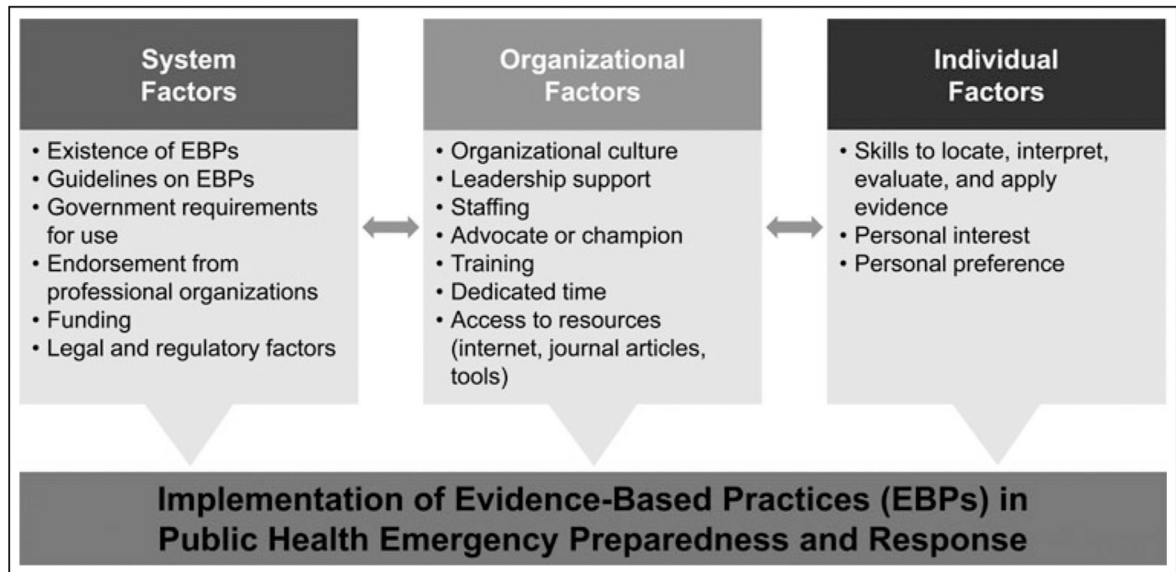 System
Factors
• Existence of EBPs
• Guidelines on EBPs
• Government requirements
for use
• Endorsement from
professional organizations
• Funding
• Legal and regulatory factors
Organizational
Factors
• Organizational culture
• Leadership support
• Staffing
• Advocate or champion
• Training
• Dedicated time
• Access to resources
(internet, journal articles,
tools)
Individual
Factors
• Skills to locate, interpret,
evaluate, and apply
evidence
• Personal interest
• Personal preference
Implementation of Evidence-Based Practices (EBPs) in
Public Health Emergency Preparedness and Response